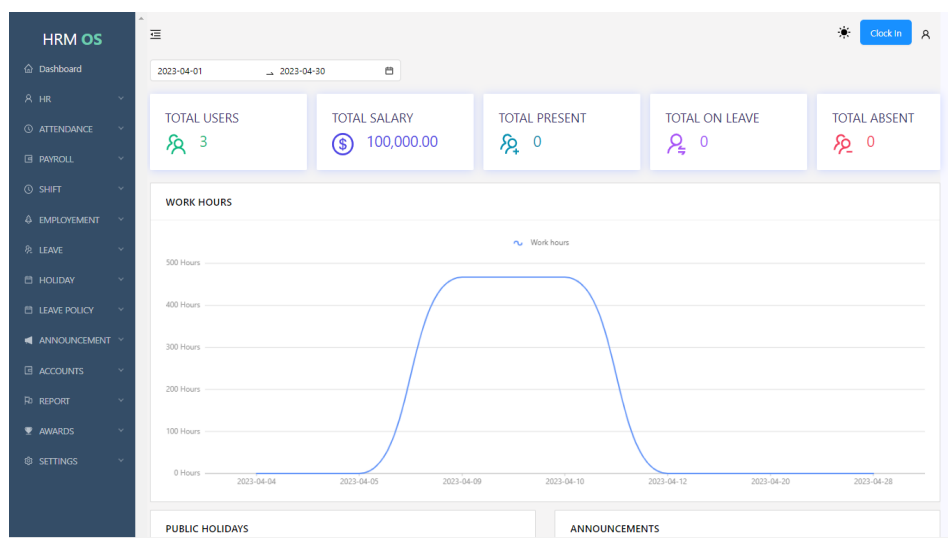 HRM OS
Dashboard
HR
ATTENDANCE
PAYROLL
SHIFT
EMPLOYEMENT
LEAVE
HOLIDAY
LEAVE POLICY
ANNOUNCEMENT
ACCOUNTS
REPORT
AWARDS
SETTINGS
Clock In
2023-04-01 → 2023-04-30
TOTAL USERS
3
TOTAL SALARY
$ 100,000.00
TOTAL PRESENT
0
TOTAL ON LEAVE
0
TOTAL ABSENT
0
WORK HOURS
Work hours
500 Hours
400 Hours
300 Hours
200 Hours
100 Hours
0 Hours
2023-04-04 2023-04-05 2023-04-09 2023-04-10 2023-04-12 2023-04-20 2023-04-28
PUBLIC HOLIDAYS
ANNOUNCEMENTS